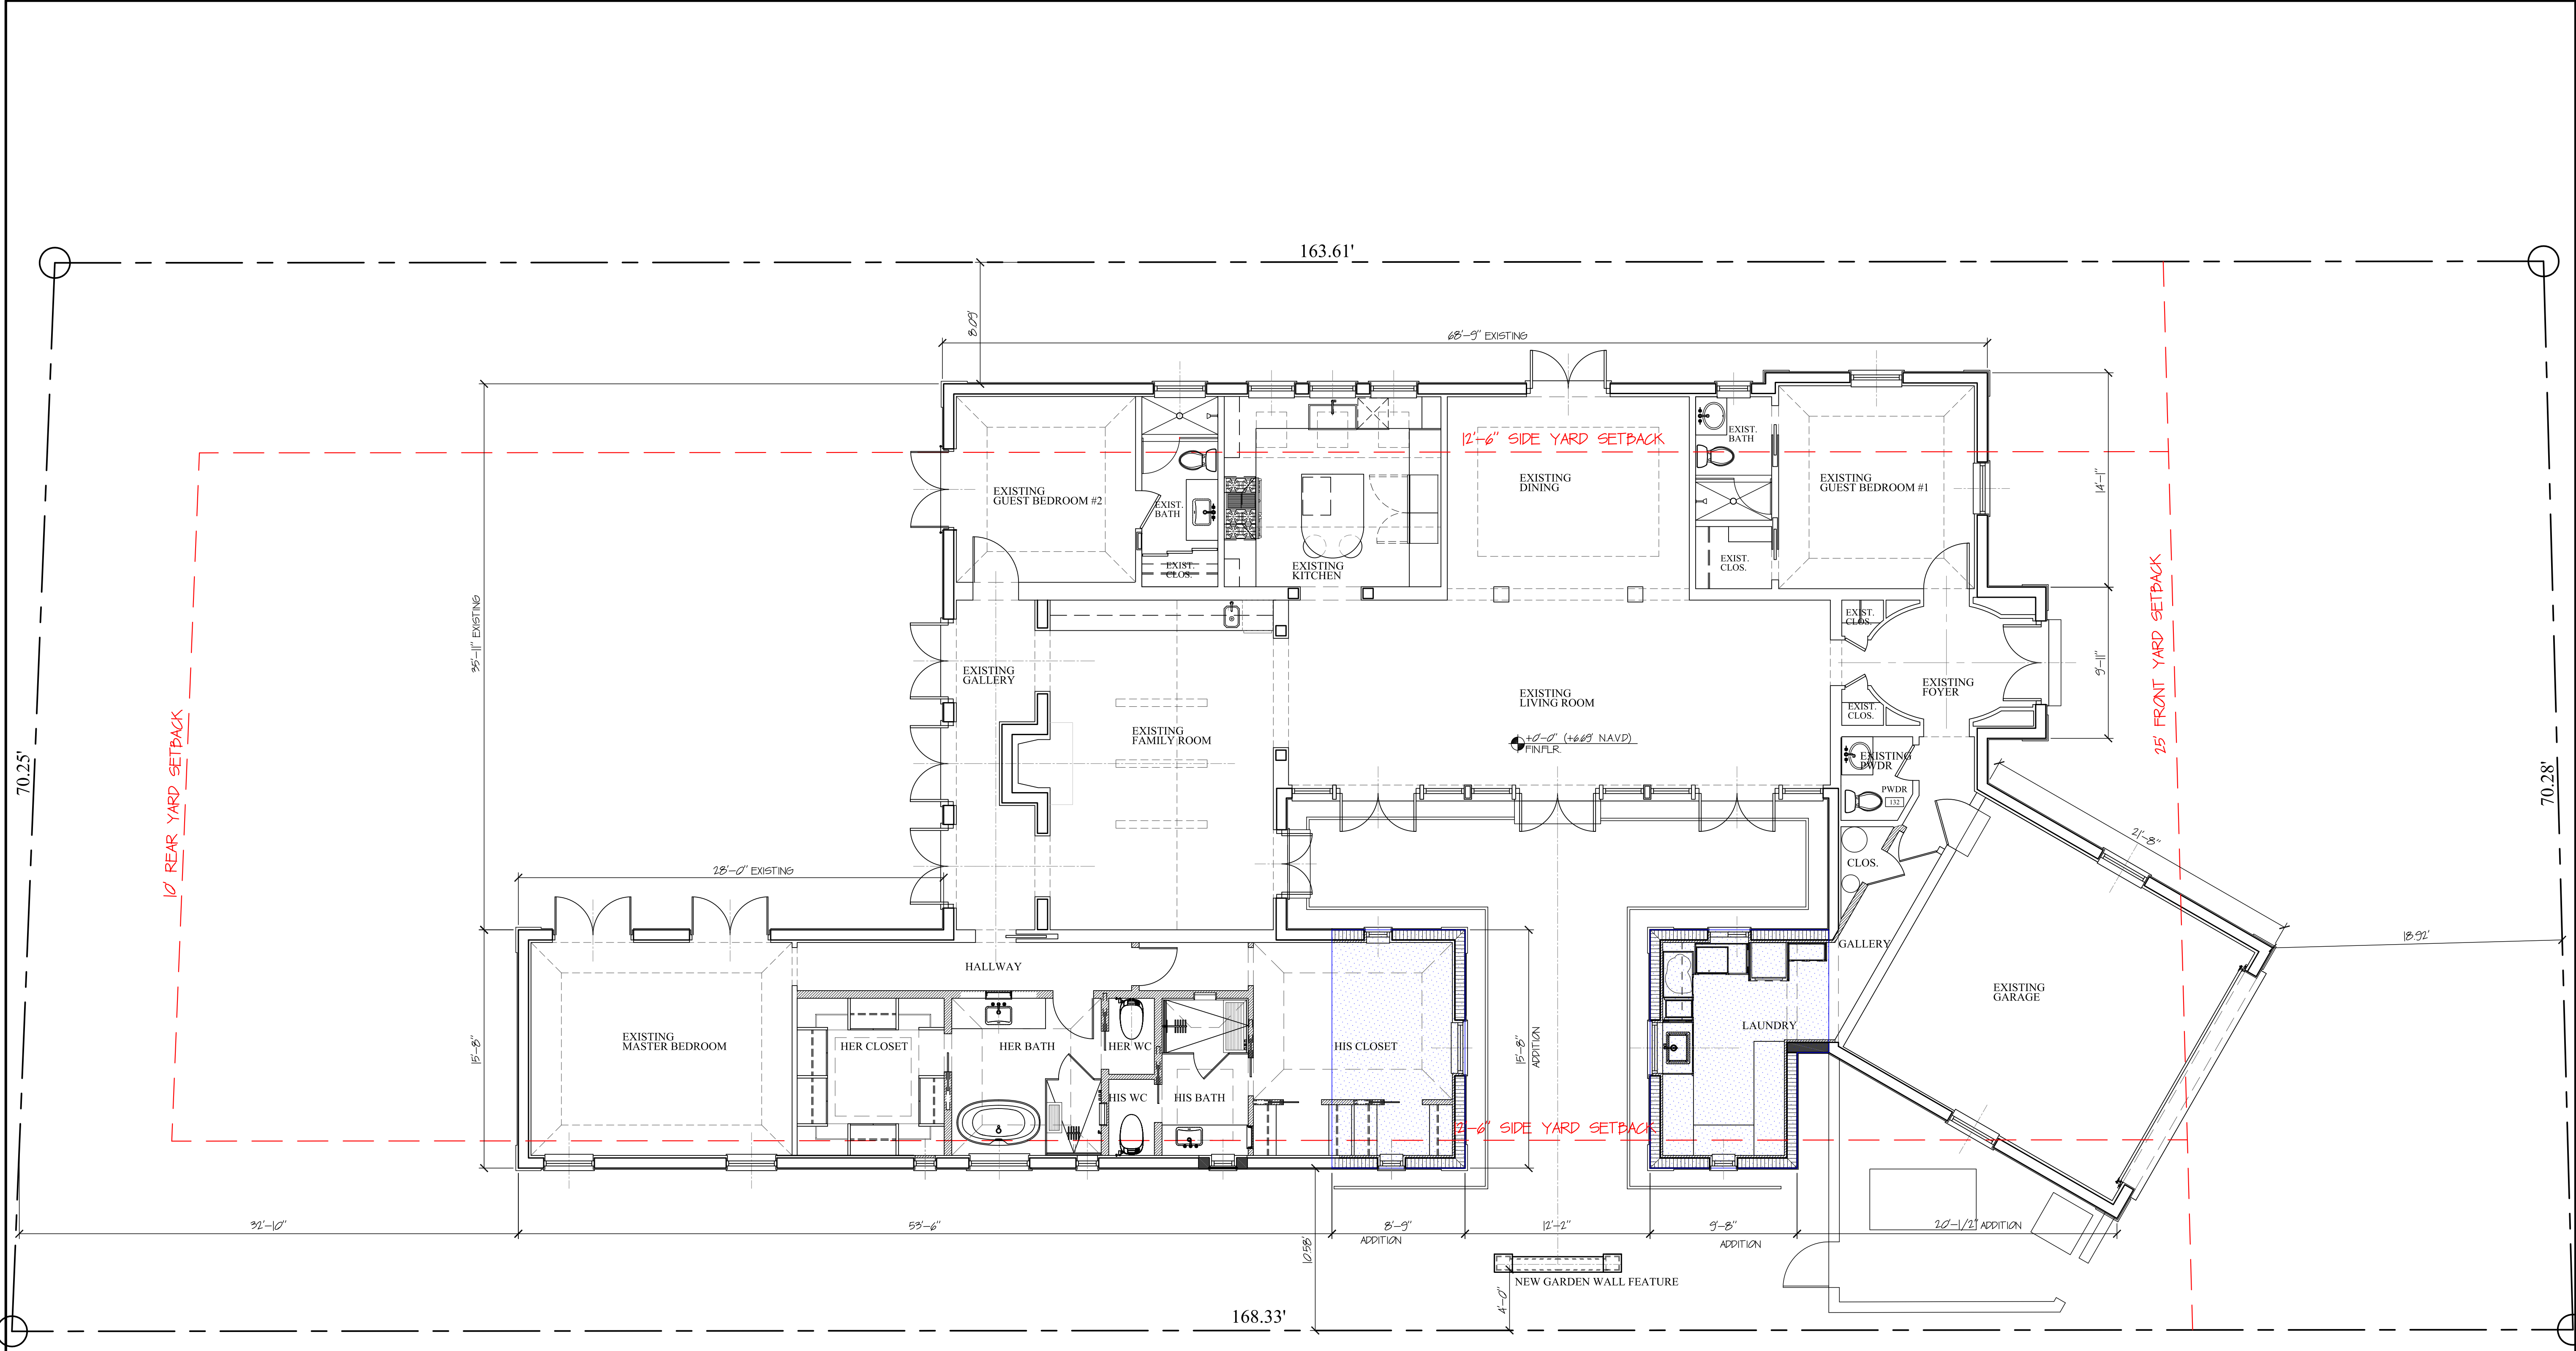 163.61'
8.09'
68'-9" EXISTING
12'-6" SIDE YARD SETBACK
EXIST.
BATH
EXISTING
GUEST BEDROOM #2
EXIST.
BATH
EXISTING
DINING
EXISTING
GUEST BEDROOM #1
14'-1"
EXIST.
CLOS.
EXISTING
KITCHEN
EXIST.
CLOS.
35'-11" EXISTING
EXIST.
CLOS.
25' FRONT YARD SETBACK
EXISTING
GALLERY
EXISTING
LIVING ROOM
EXISTING
FOYER
9'-11"
EXIST.
CLOS.
EXISTING
FAMILY ROOM
+0'-0" (+6.69' N.A.V.D)
FIN.FLR.
EXISTING
PWDR
PWDR
132
70.25'
10' REAR YARD SETBACK
70.28'
21'-8"
CLOS.
28'-0" EXISTING
18.92'
GALLERY
HALLWAY
EXISTING
GARAGE
EXISTING
MASTER BEDROOM
HER CLOSET
HER BATH
HER WC
HIS CLOSET
LAUNDRY
15'-8"
15'-8"
ADDITION
HIS WC
HIS BATH
2'-6" SIDE YARD SETBACK
32'-10"
53'-6"
8'-9"
ADDITION
12'-2"
9'-8"
ADDITION
20'-1/2" ADDITION
10.58'
NEW GARDEN WALL FEATURE
4'-0"
168.33'